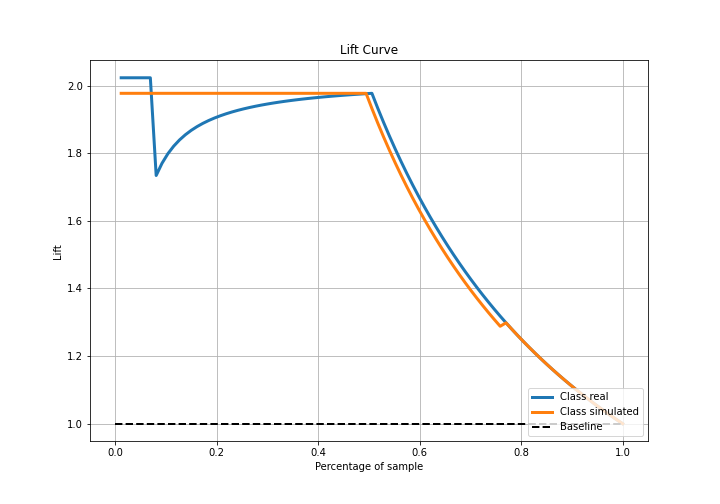 Lift Curve
Lift
2.0
1.8
1.6
1.4
1.2
1.0
0.0
0.2
0.4
0.6
0.8
1.0
Percentage of sample
Class real
Class simulated
Baseline